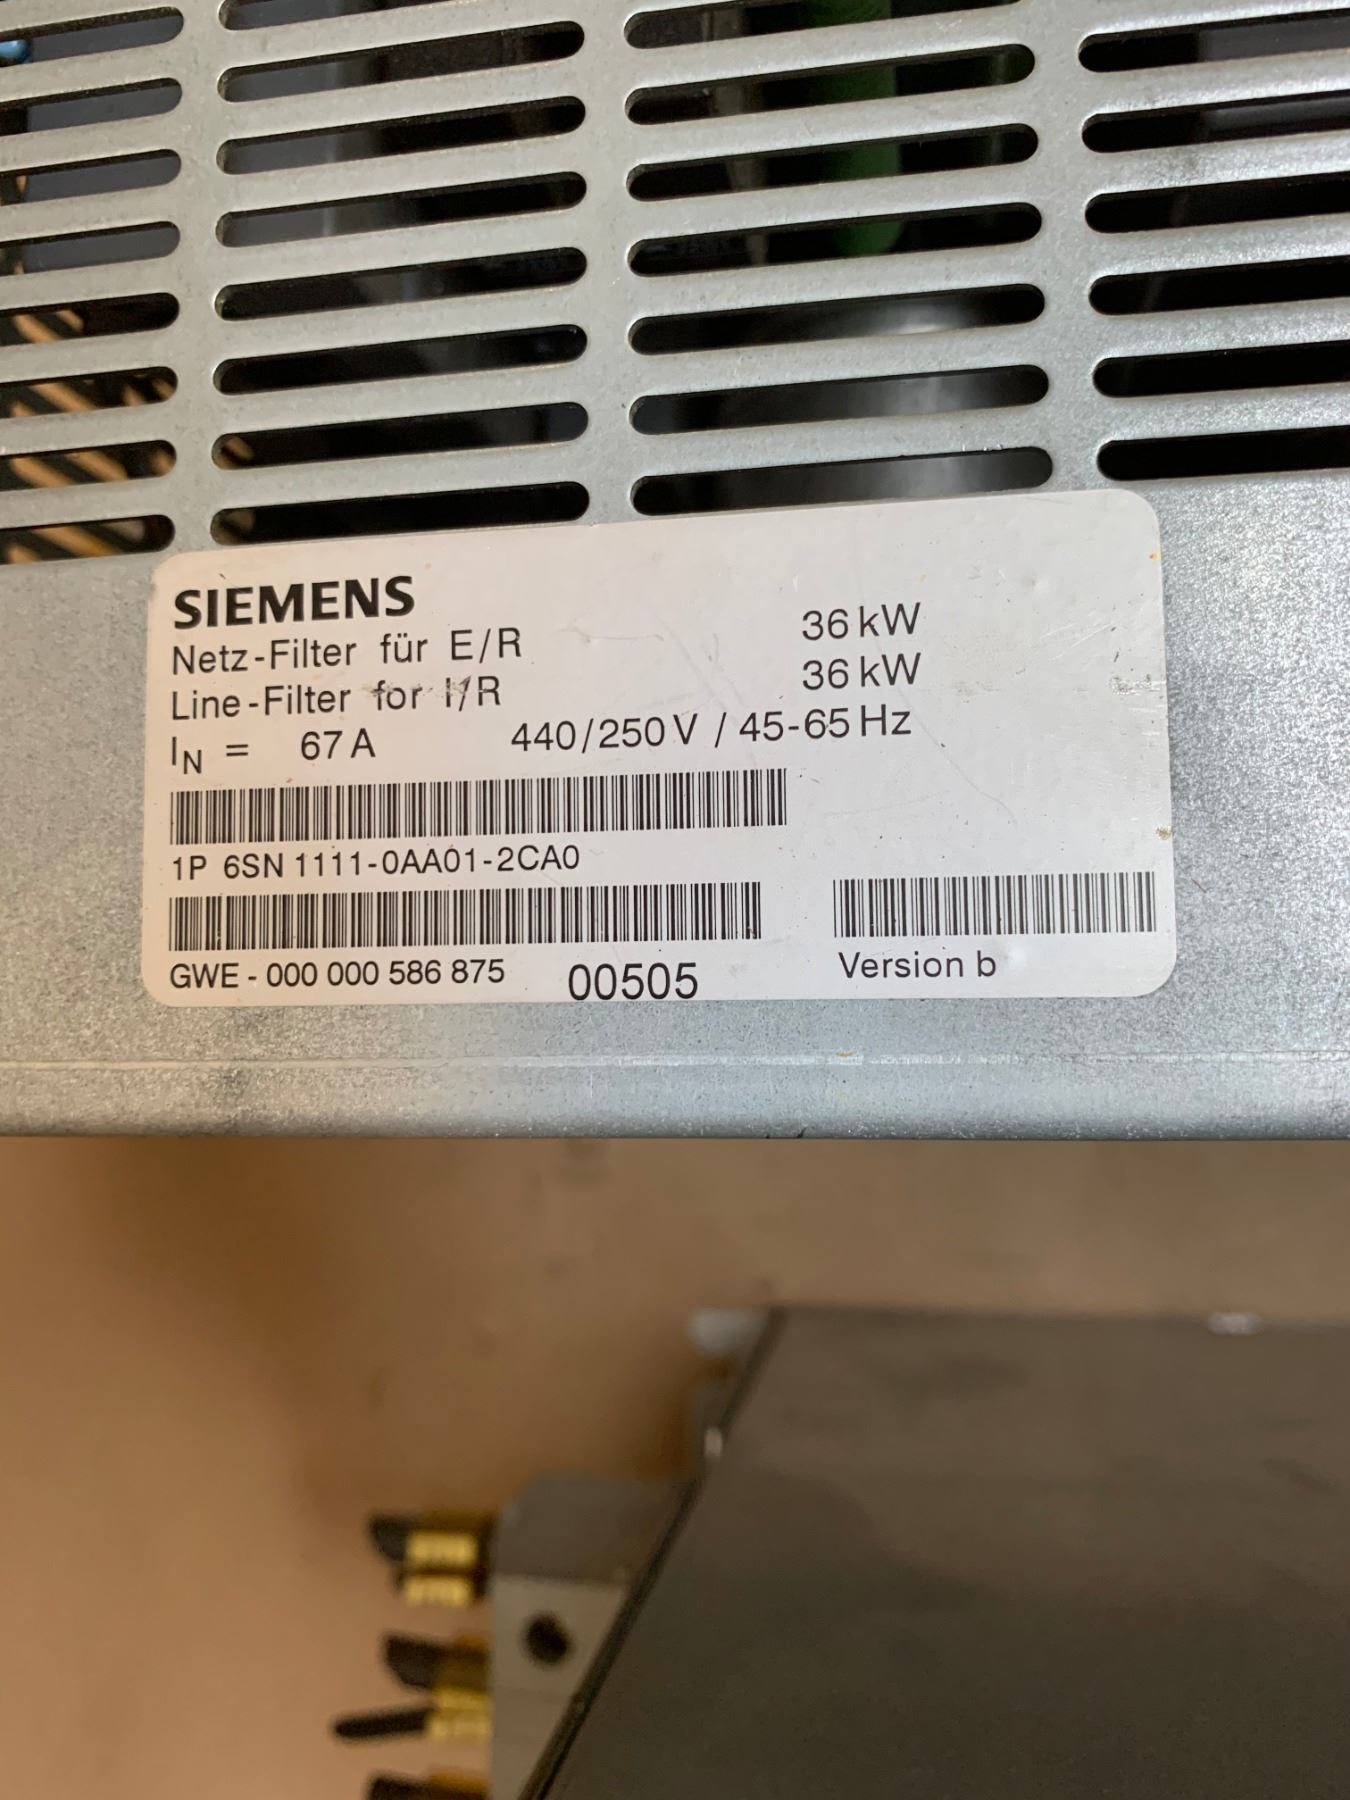 SIEMENS
Netz-Filter für E/R 36 kW
Line-Filter for I/R 36 kW
IN = 67 A 440/250 V / 45-65 Hz
1P 6SN 1111-0AA01-2CA0
GWE - 000 000 586 875 00505 Version b